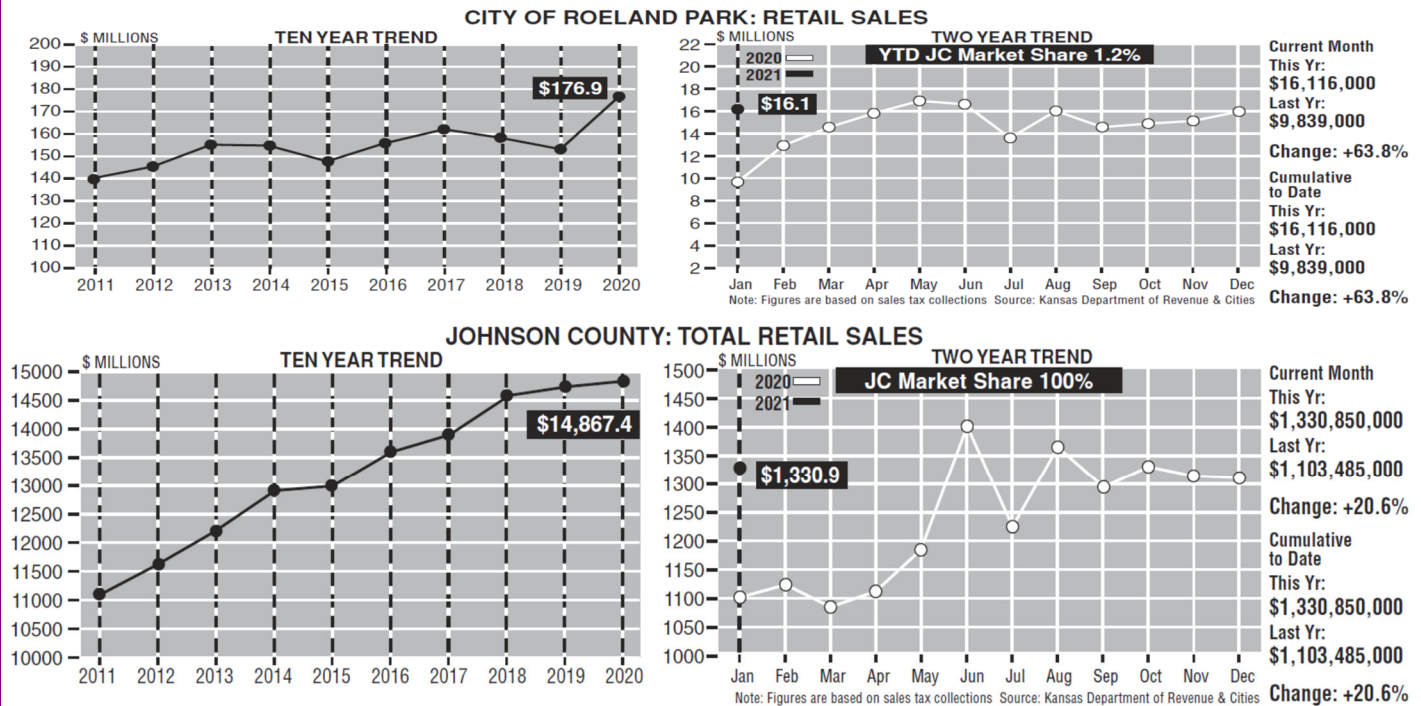 CITY OF ROELAND PARK: RETAIL SALES
$ MILLIONS
TEN YEAR TREND
200
190
180
170
160
150
140
130
120
110
100
$176.9
2011 2012 2013 2014 2015 2016 2017 2018 2019 2020
$ MILLIONS
TWO YEAR TREND
YTD JC Market Share 1.2%
2020
2021
22
20
18
16
14
12
10
8
6
4
2
$16.1
Jan Feb Mar Apr May Jun Jul Aug Sep Oct Nov Dec
Note: Figures are based on sales tax collections Source: Kansas Department of Revenue & Cities
Current Month
This Yr:
$16,116,000
Last Yr:
$9,839,000
Change: +63.8%
Cumulative
to Date
This Yr:
$16,116,000
Last Yr:
$9,839,000
Change: +63.8%
JOHNSON COUNTY: TOTAL RETAIL SALES
$ MILLIONS
TEN YEAR TREND
15000
14500
14000
13500
13000
12500
12000
11500
11000
10500
10000
$14,867.4
2011 2012 2013 2014 2015 2016 2017 2018 2019 2020
$ MILLIONS
TWO YEAR TREND
JC Market Share 100%
2020
2021
1500
1450
1400
1350
1300
1250
1200
1150
1100
1050
1000
$1,330.9
Jan Feb Mar Apr May Jun Jul Aug Sep Oct Nov Dec
Note: Figures are based on sales tax collections Source: Kansas Department of Revenue & Cities
Current Month
This Yr:
$1,330,850,000
Last Yr:
$1,103,485,000
Change: +20.6%
Cumulative
to Date
This Yr:
$1,330,850,000
Last Yr:
$1,103,485,000
Change: +20.6%